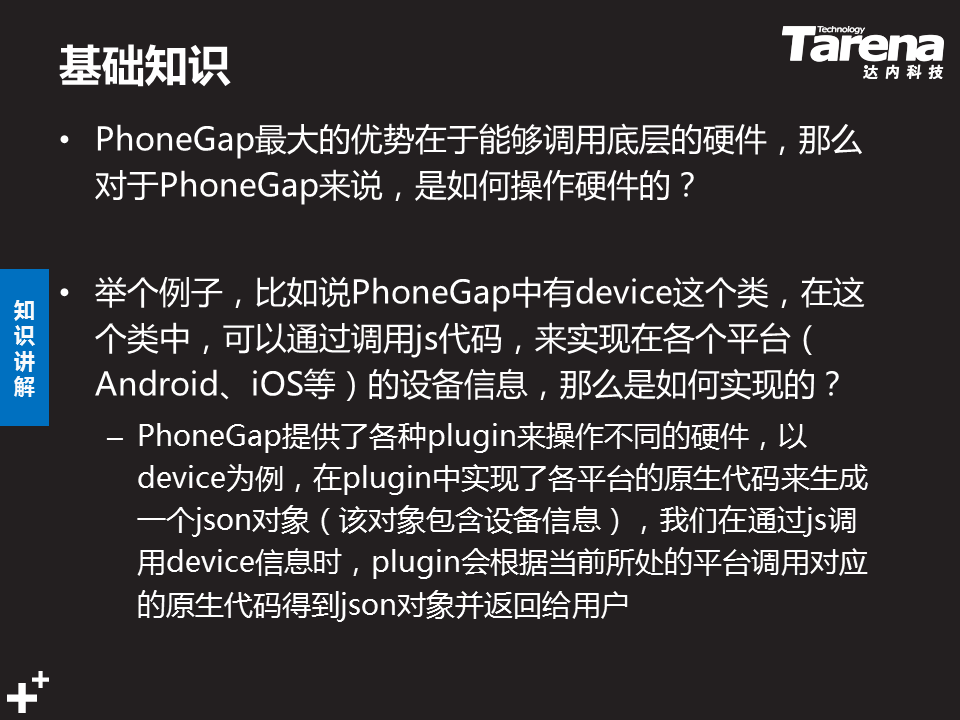 基础知识
Technology
Tarena
达内科技
• PhoneGap最大的优势在于能够调用底层的硬件，那么
对于PhoneGap来说，是如何操作硬件的？
• 举个例子，比如说PhoneGap中有device这个类，在这
个类中，可以通过调用js代码，来实现在各个平台（
Android、iOS等）的设备信息，那么是如何实现的？
– PhoneGap提供了各种plugin来操作不同的硬件，以
device为例，在plugin中实现了各平台的原生代码来生成
一个json对象（该对象包含设备信息），我们在通过js调
用device信息时，plugin会根据当前所处的平台调用对应
的原生代码得到json对象并返回给用户
知
识
讲
解